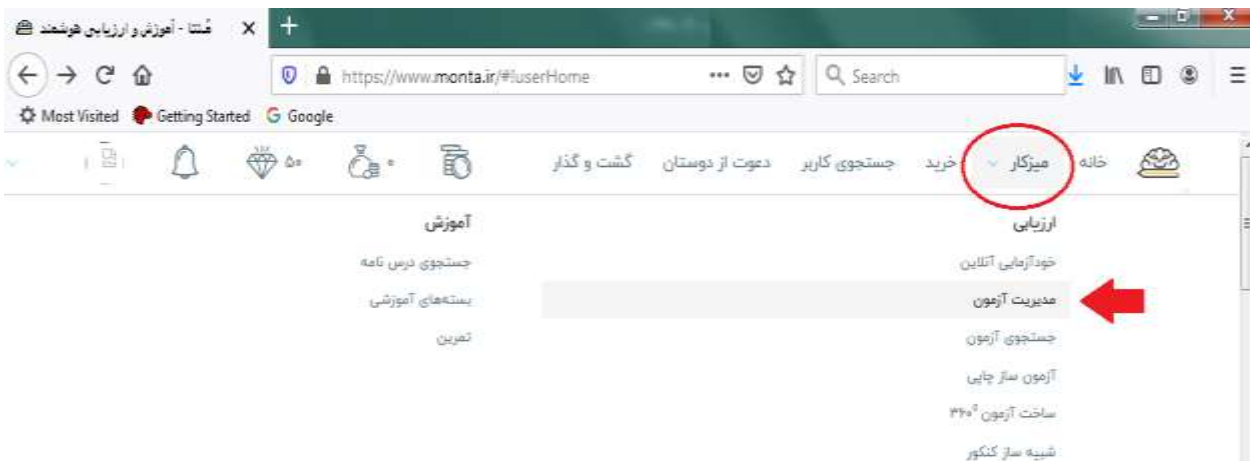 مُنتا - آموزش و ارزیابی هوشمند
https://www.monta.ir/#!userHome
Search
Most Visited Getting Started Google
خانه میزکار خرید جستجوی کاربر دعوت از دوستان گشت و گذار ۰ ۵۰
ارزیابی آموزش
خودآزمایی آنلاین جستجوی درس نامه
مدیریت آزمون بسته‌های آموزشی
جستجوی آزمون تمرین
آزمون ساز چاپی
ساخت آزمون ۳۶۰°
شبیه ساز کنکور